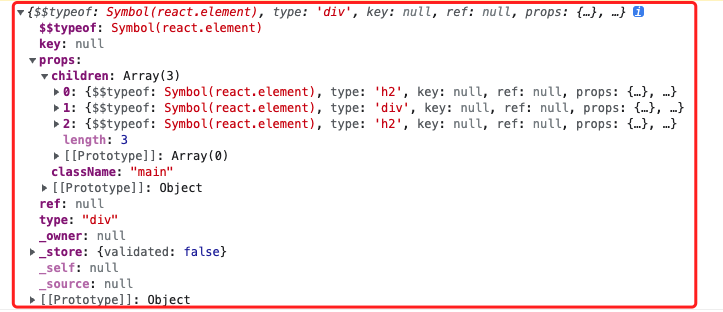 {$$typeof: Symbol(react.element), type: 'div', key: null, ref: null, props: {…}, …} i
$$typeof: Symbol(react.element)
key: null
props:
children: Array(3)
0: {$$typeof: Symbol(react.element), type: 'h2', key: null, ref: null, props: {…}, …}
1: {$$typeof: Symbol(react.element), type: 'div', key: null, ref: null, props: {…}, …}
2: {$$typeof: Symbol(react.element), type: 'h2', key: null, ref: null, props: {…}, …}
length: 3
[[Prototype]]: Array(0)
className: "main"
[[Prototype]]: Object
ref: null
type: "div"
_owner: null
_store: {validated: false}
_self: null
_source: null
[[Prototype]]: Object